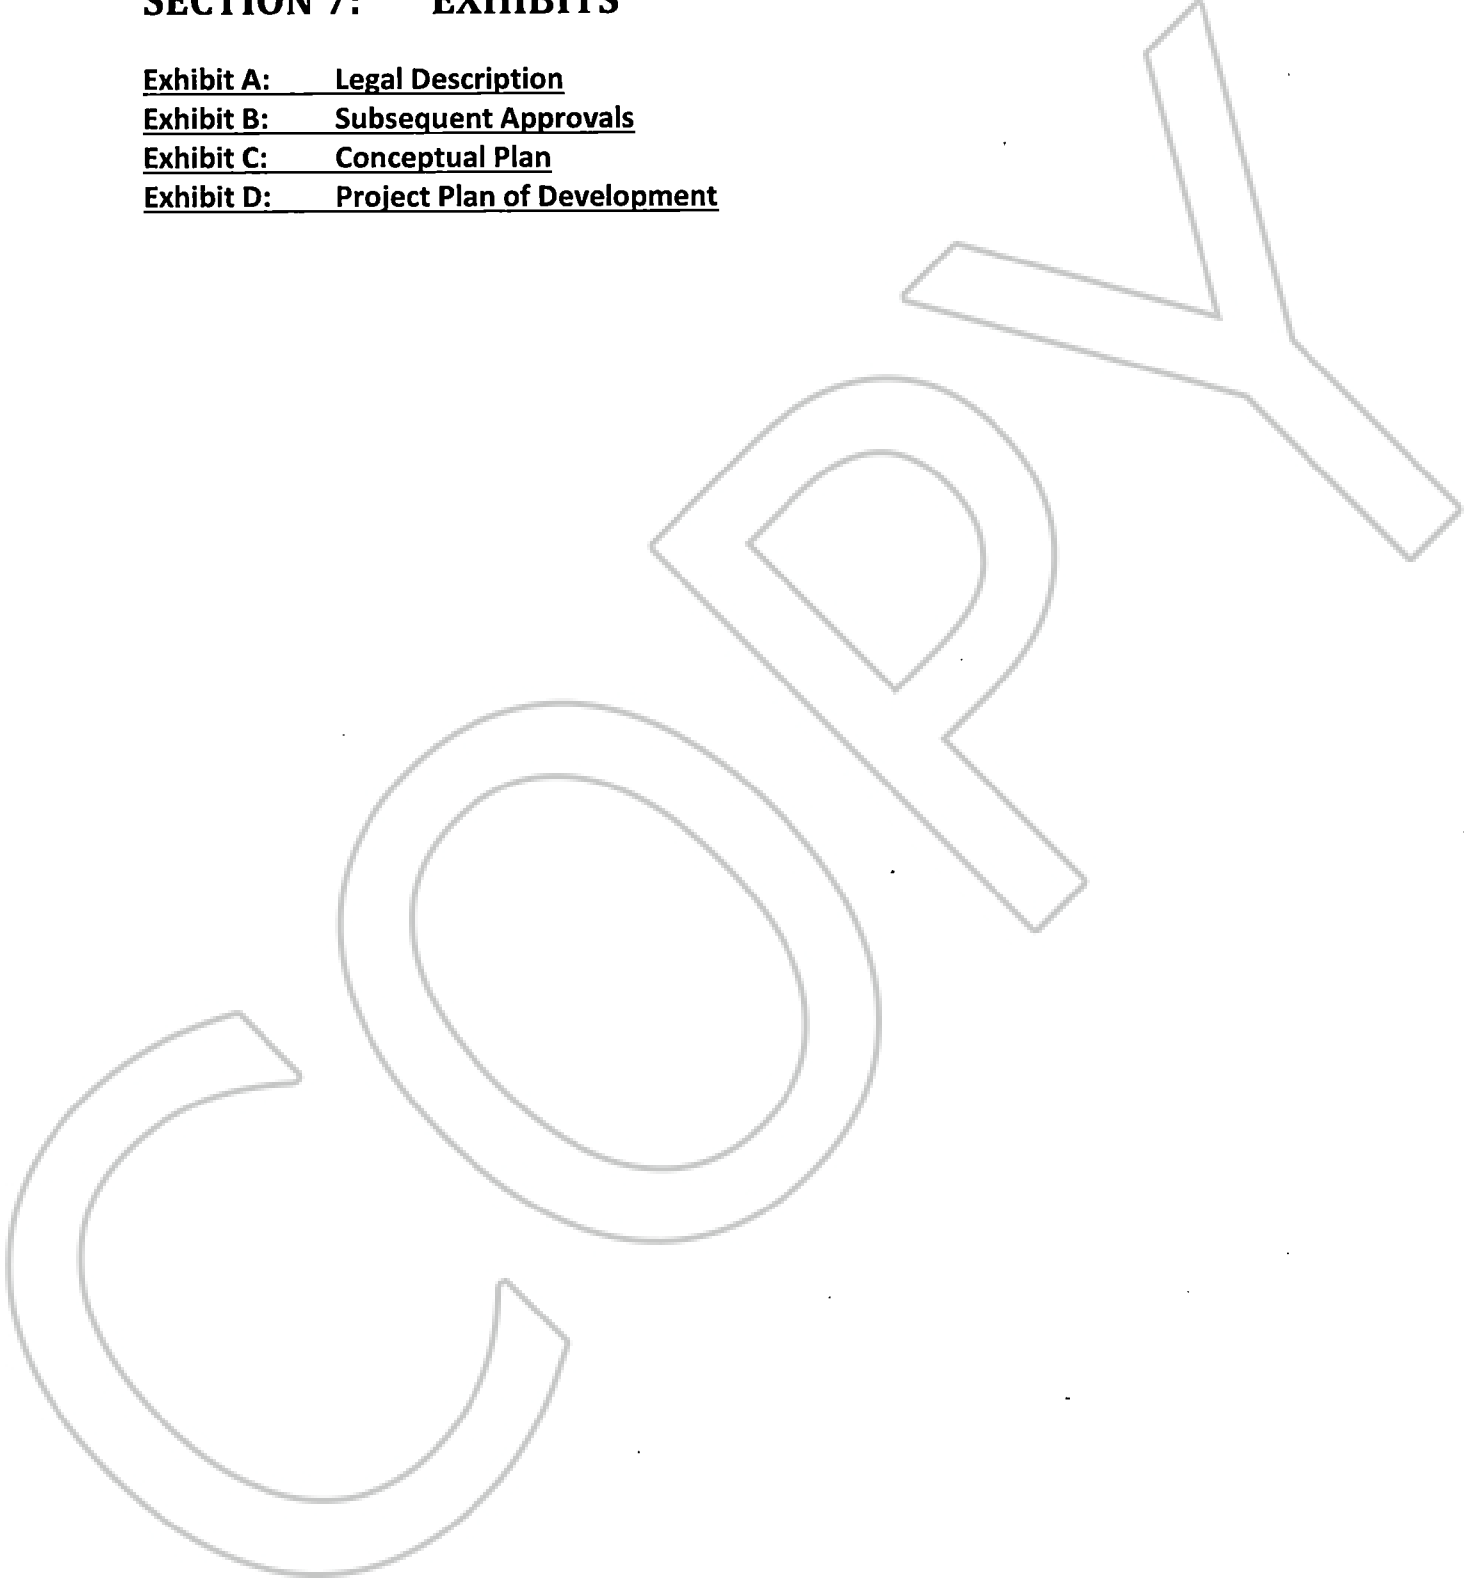 SECTION 7: EXHIBITS
Exhibit A: Legal Description
Exhibit B: Subsequent Approvals
Exhibit C: Conceptual Plan
Exhibit D: Project Plan of Development
COPY